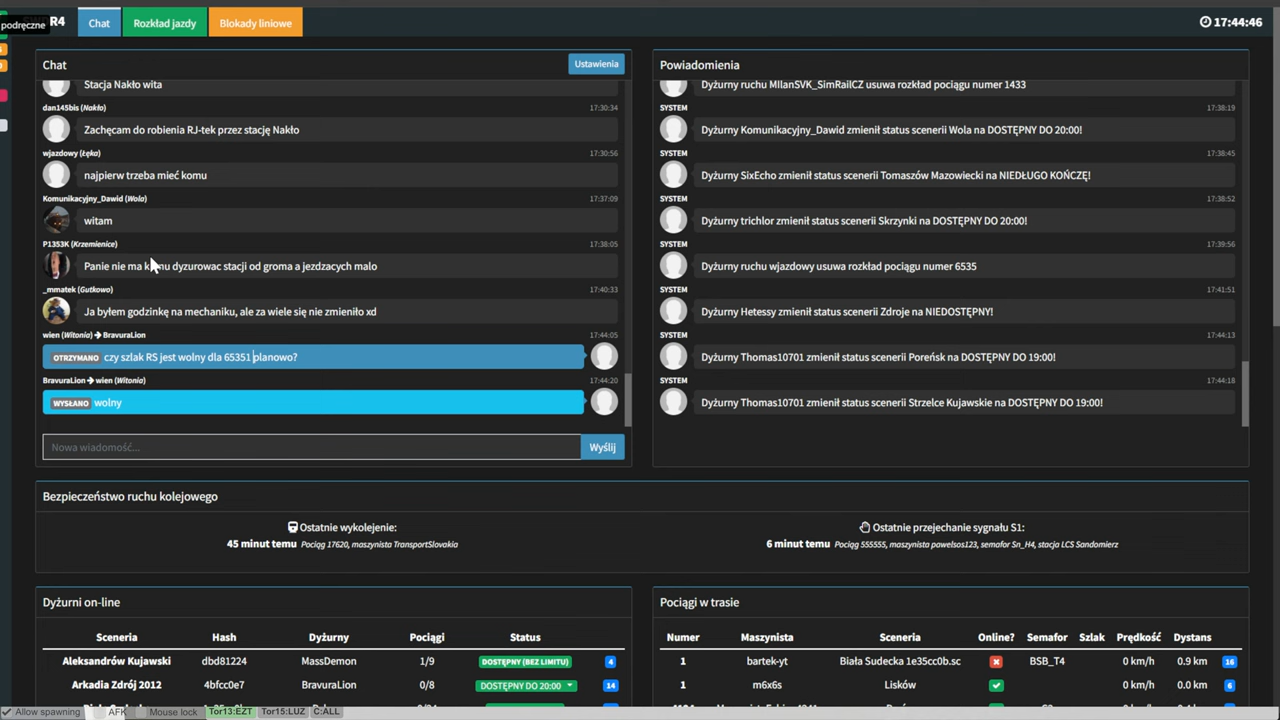 podręczne
R4
Chat
Rozkład jazdy
Blokady liniowe
17:44:46
Chat
Ustawienia
Stacja Nakło wita
dan145bis (Nakło) 17:30:34
Zachęcam do robienia RJ-tek przez stację Nakło
wjazdowy (Łęka) 17:30:56
najpierw trzeba mieć komu
Komunikacyjny_Dawid (Wola) 17:37:09
witam
P1353K (Krzemienice) 17:38:05
Panie nie ma komu dyzurowac stacji od groma a jezdzacych malo
_mmatek (Gutkowo) 17:40:33
Ja byłem godzinkę na mechaniku, ale za wiele się nie zmieniło xd
wien (Witonia) → BravuraLion 17:44:05
OTRZYMANO czy szlak RS jest wolny dla 65351 planowo?
BravuraLion → wien (Witonia) 17:44:20
WYSŁANO wolny
Nowa wiadomość...
Wyślij
Powiadomienia
Dyżurny ruchu MIlanSVK_SimRailCZ usuwa rozkład pociągu numer 1433
SYSTEM 17:38:19
Dyżurny Komunikacyjny_Dawid zmienił status scenerii Wola na DOSTĘPNY DO 20:00!
SYSTEM 17:38:45
Dyżurny SixEcho zmienił status scenerii Tomaszów Mazowiecki na NIEDŁUGO KOŃCZĘ!
SYSTEM 17:38:52
Dyżurny trichlor zmienił status scenerii Skrzynki na DOSTĘPNY DO 20:00!
SYSTEM 17:39:56
Dyżurny ruchu wjazdowy usuwa rozkład pociągu numer 6535
SYSTEM 17:41:51
Dyżurny Hetessy zmienił status scenerii Zdroje na NIEDOSTĘPNY!
SYSTEM 17:44:13
Dyżurny Thomas10701 zmienił status scenerii Poreńsk na DOSTĘPNY DO 19:00!
SYSTEM 17:44:18
Dyżurny Thomas10701 zmienił status scenerii Strzelce Kujawskie na DOSTĘPNY DO 19:00!
Bezpieczeństwo ruchu kolejowego
Ostatnie wykolejenie:
45 minut temu Pociąg 17620, maszynista TransportSlovakia
Ostatnie przejechanie sygnału S1:
6 minut temu Pociąg 555555, maszynista pawelsos123, semafor Sn_H4, stacja LCS Sandomierz
Dyżurni on-line
Sceneria Hash Dyżurny Pociągi Status
Aleksandrów Kujawski dbd81224 MassDemon 1/9 DOSTĘPNY (BEZ LIMITU) 4
Arkadia Zdrój 2012 4bfcc0e7 BravuraLion 0/8 DOSTĘPNY DO 20:00 14
Pociągi w trasie
Numer Maszynista Sceneria Online? Semafor Szlak Prędkość Dystans
1 bartek-yt Biała Sudecka 1e35cc0b.sc BSB_T4 0 km/h 0.9 km 16
1 m6x6s Lisków 0 km/h 0.0 km 6
Allow spawning AFK Mouse lock Tor13:EZT Tor15:LUZ C:ALL